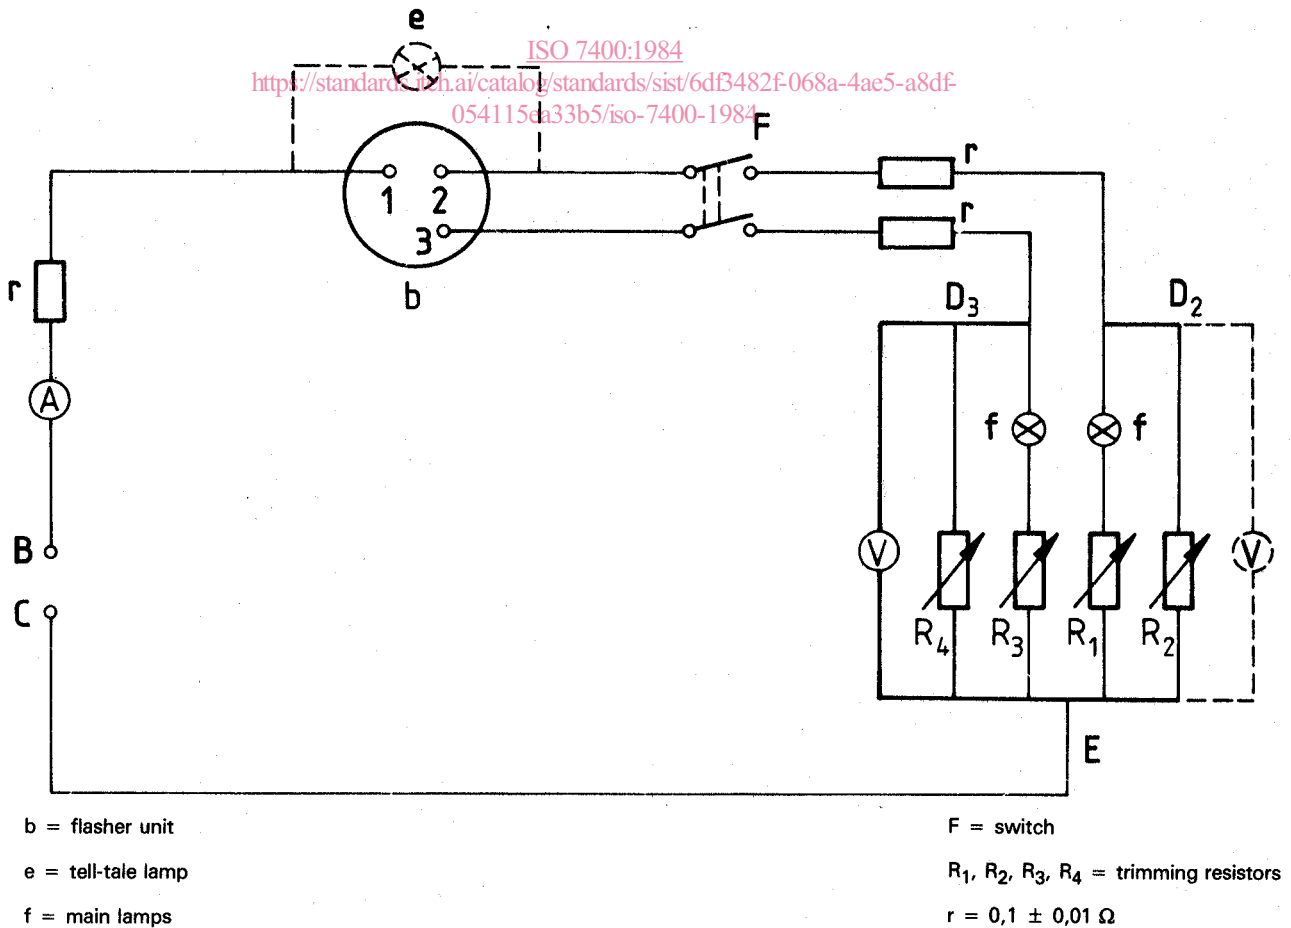 e
ISO 7400:1984
https://standards.iteh.ai/catalog/standards/sist/6df3482f-068a-4ae5-a8df-
054115ea33b5/iso-7400-1984
F
r
1 2
3
r
r
b
D3 D2
A
f f
B
V V
C
R4 R3 R1 R2
E
b = flasher unit
F = switch
e = tell-tale lamp
R1, R2, R3, R4 = trimming resistors
f = main lamps
r = 0,1 ± 0,01 Ω